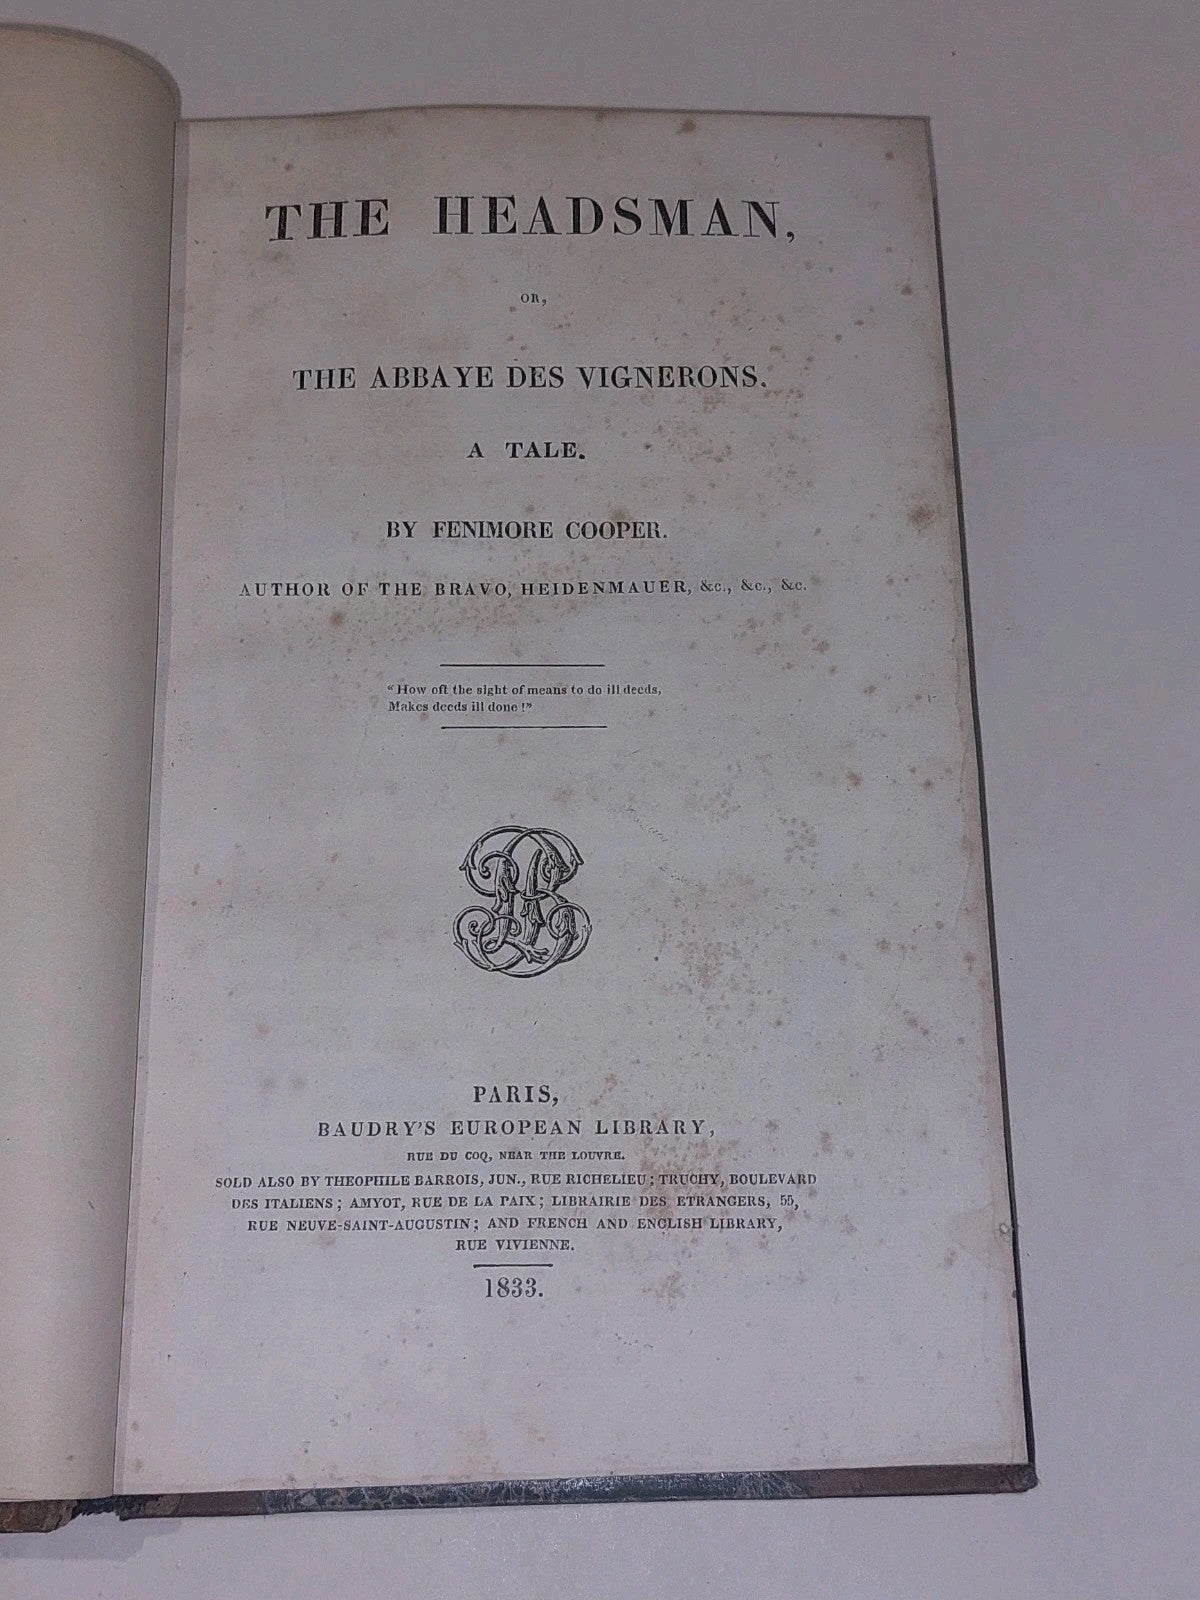 THE HEADSMAN,
OR,
THE ABBAYE DES VIGNERONS.
A TALE.
BY FENIMORE COOPER.
AUTHOR OF THE BRAVO, HEIDENMAUER, &c., &c., &c.
“How oft the sight of means to do ill deeds,
Makes deeds ill done!”
PARIS,
BAUDRY'S EUROPEAN LIBRARY,
RUE DU COQ, NEAR THE LOUVRE.
SOLD ALSO BY THEOPHILE BARROIS, JUN., RUE RICHELIEU; TRUCHY, BOULEVARD
DES ITALIENS; AMYOT, RUE DE LA PAIX; LIBRAIRIE DES ETRANGERS, 55,
RUE NEUVE-SAINT-AUGUSTIN; AND FRENCH AND ENGLISH LIBRARY,
RUE VIVIENNE.
1833.